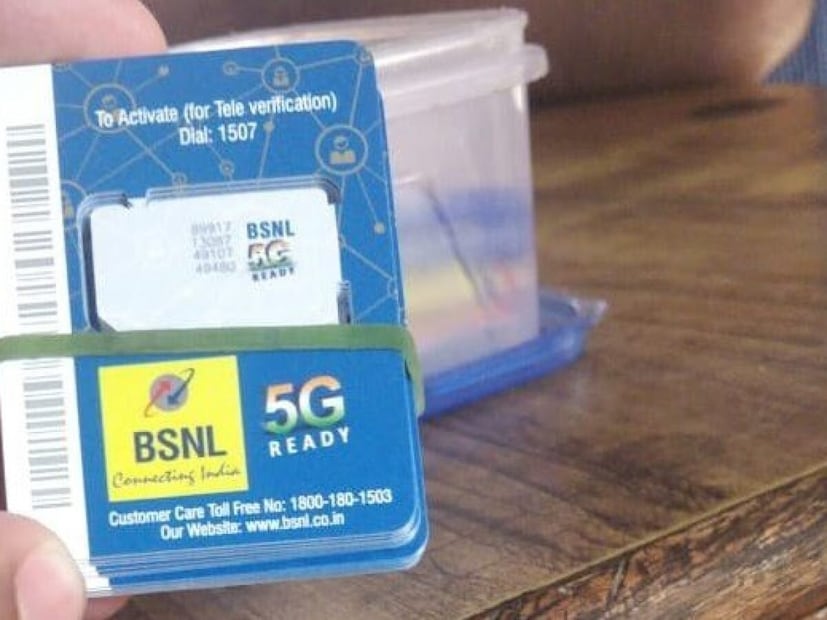 To Activate (for Tele verification)
Dial: 1507
89917
13087
49107
49480
BSNL
5G
READY
BSNL
Connecting India
5G
READY
Customer Care Toll Free No: 1800-180-1503
Our Website: www.bsnl.co.in